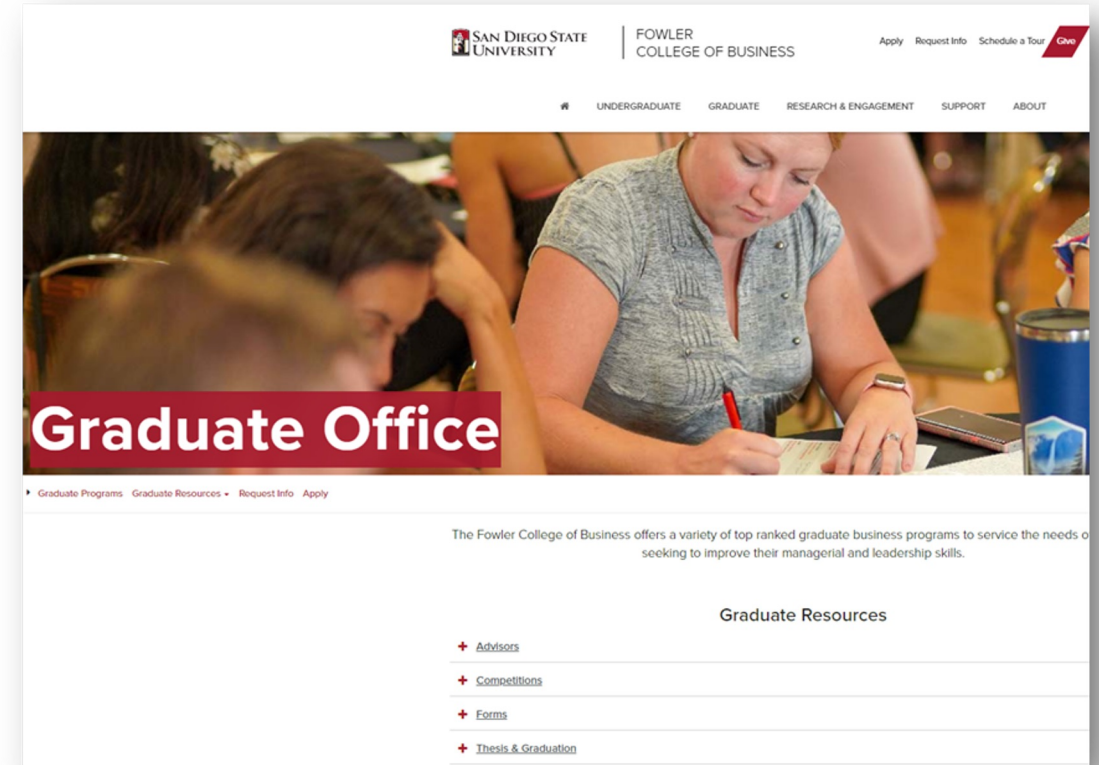 SAN DIEGO STATE
UNIVERSITY
FOWLER
COLLEGE OF BUSINESS
Apply Request Info Schedule a Tour Give
UNDERGRADUATE GRADUATE RESEARCH & ENGAGEMENT SUPPORT ABOUT
Graduate Office
Graduate Programs Graduate Resources Request Info Apply
The Fowler College of Business offers a variety of top ranked graduate business programs to service the needs o
seeking to improve their managerial and leadership skills.
Graduate Resources
Advisors
Competitions
Forms
Thesis & Graduation